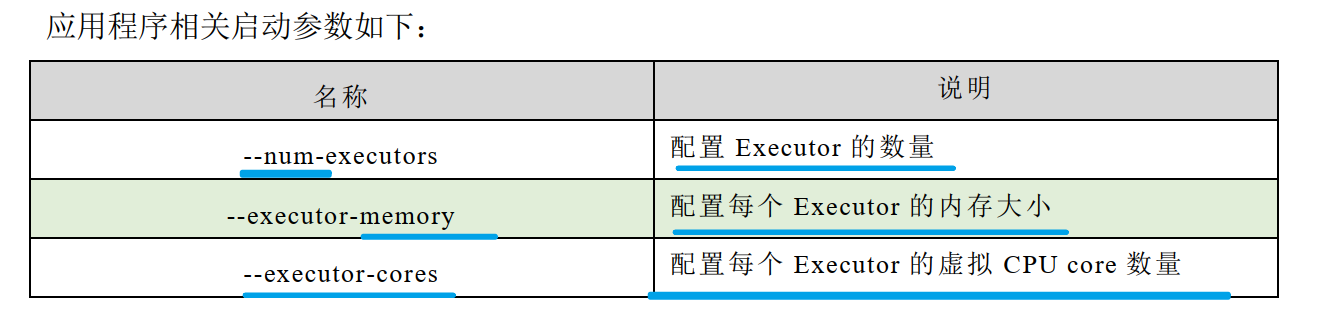 应用程序相关启动参数如下：
名称 说明
--num-executors 配置 Executor 的数量
--executor-memory 配置每个 Executor 的内存大小
--executor-cores 配置每个 Executor 的虚拟 CPU core 数量